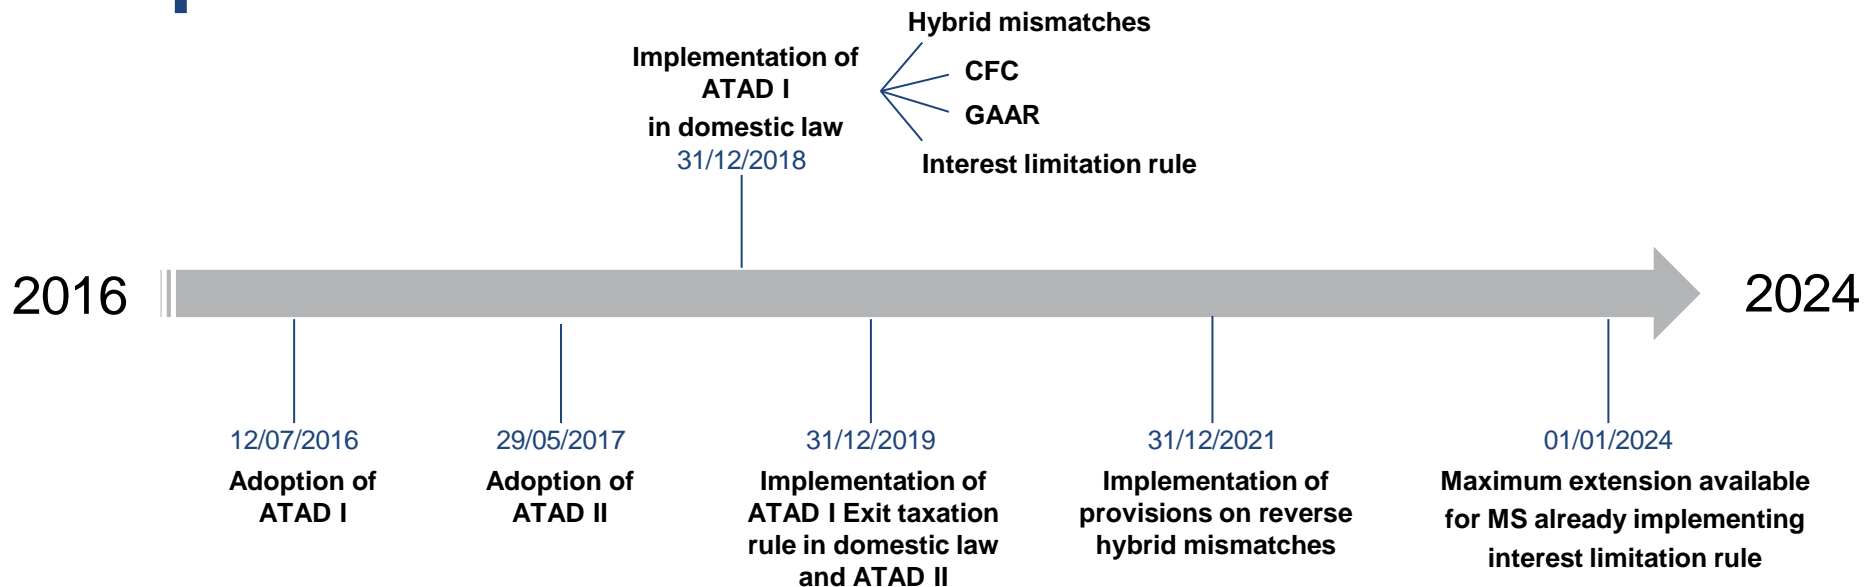 Hybrid mismatches
Implementation of
ATAD I
in domestic law
31/12/2018
CFC
GAAR
Interest limitation rule
2016
2024
12/07/2016
Adoption of
ATAD I
29/05/2017
Adoption of
ATAD II
31/12/2019
Implementation of
ATAD I Exit taxation
rule in domestic law
and ATAD II
31/12/2021
Implementation of
provisions on reverse
hybrid mismatches
01/01/2024
Maximum extension available
for MS already implementing
interest limitation rule